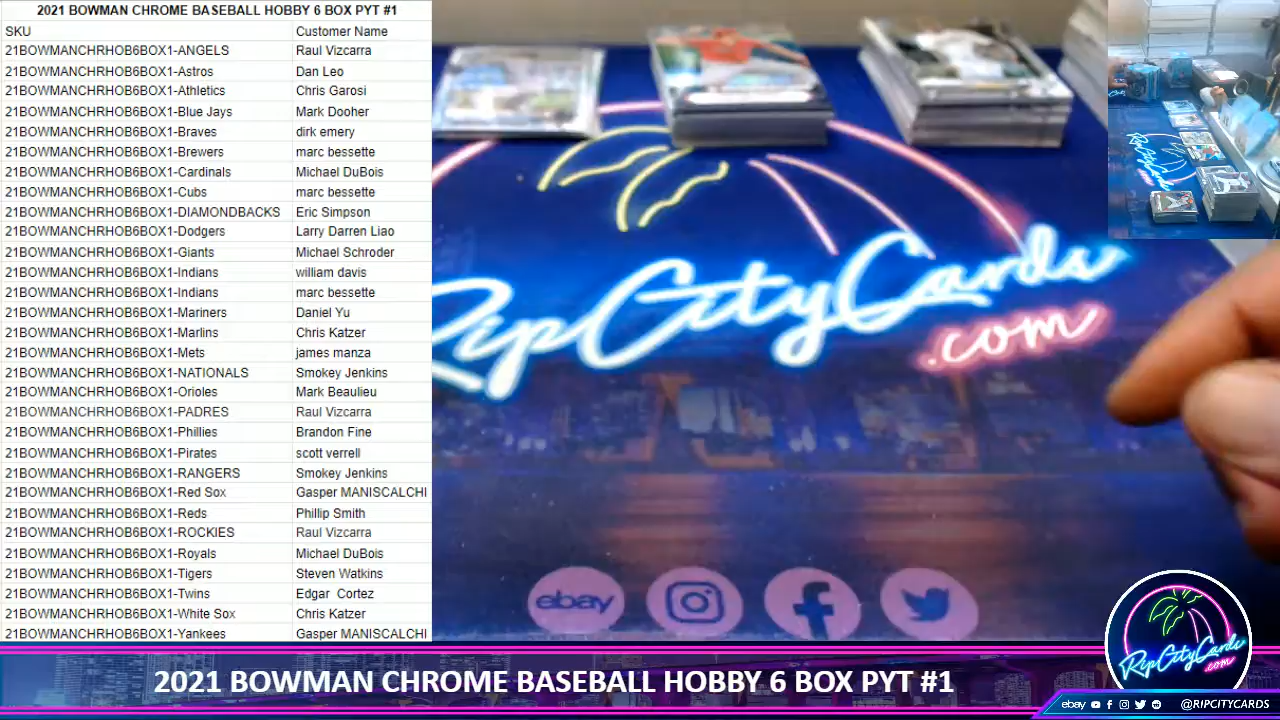 2021 BOWMAN CHROME BASEBALL HOBBY 6 BOX PYT #1
SKU Customer Name
21BOWMANCHRHOB6BOX1-ANGELS Raul Vizcarra
21BOWMANCHRHOB6BOX1-Astros Dan Leo
21BOWMANCHRHOB6BOX1-Athletics Chris Garosi
21BOWMANCHRHOB6BOX1-Blue Jays Mark Dooher
21BOWMANCHRHOB6BOX1-Braves dirk emery
21BOWMANCHRHOB6BOX1-Brewers marc bessette
21BOWMANCHRHOB6BOX1-Cardinals Michael DuBois
21BOWMANCHRHOB6BOX1-Cubs marc bessette
21BOWMANCHRHOB6BOX1-DIAMONDBACKS Eric Simpson
21BOWMANCHRHOB6BOX1-Dodgers Larry Darren Liao
21BOWMANCHRHOB6BOX1-Giants Michael Schroder
21BOWMANCHRHOB6BOX1-Indians william davis
21BOWMANCHRHOB6BOX1-Indians marc bessette
21BOWMANCHRHOB6BOX1-Mariners Daniel Yu
21BOWMANCHRHOB6BOX1-Marlins Chris Katzer
21BOWMANCHRHOB6BOX1-Mets james manza
21BOWMANCHRHOB6BOX1-NATIONALS Smokey Jenkins
21BOWMANCHRHOB6BOX1-Orioles Mark Beaulieu
21BOWMANCHRHOB6BOX1-PADRES Raul Vizcarra
21BOWMANCHRHOB6BOX1-Phillies Brandon Fine
21BOWMANCHRHOB6BOX1-Pirates scott verrell
21BOWMANCHRHOB6BOX1-RANGERS Smokey Jenkins
21BOWMANCHRHOB6BOX1-Red Sox Gasper MANISCALCHI
21BOWMANCHRHOB6BOX1-Reds Phillip Smith
21BOWMANCHRHOB6BOX1-ROCKIES Raul Vizcarra
21BOWMANCHRHOB6BOX1-Royals Michael DuBois
21BOWMANCHRHOB6BOX1-Tigers Steven Watkins
21BOWMANCHRHOB6BOX1-Twins Edgar Cortez
21BOWMANCHRHOB6BOX1-White Sox Chris Katzer
21BOWMANCHRHOB6BOX1-Yankees Gasper MANISCALCHI
RipCityCards
.com
ebay
RipCityCards
.com
2021 BOWMAN CHROME BASEBALL HOBBY 6 BOX PYT #1
ebay @RIPCITYCARDS